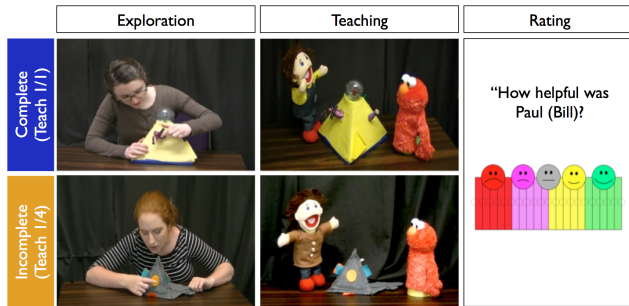 Exploration
Teaching
Rating
Complete
(Teach 1/1)
“How helpful was
Paul (Bill)?
Incomplete
(Teach 1/4)